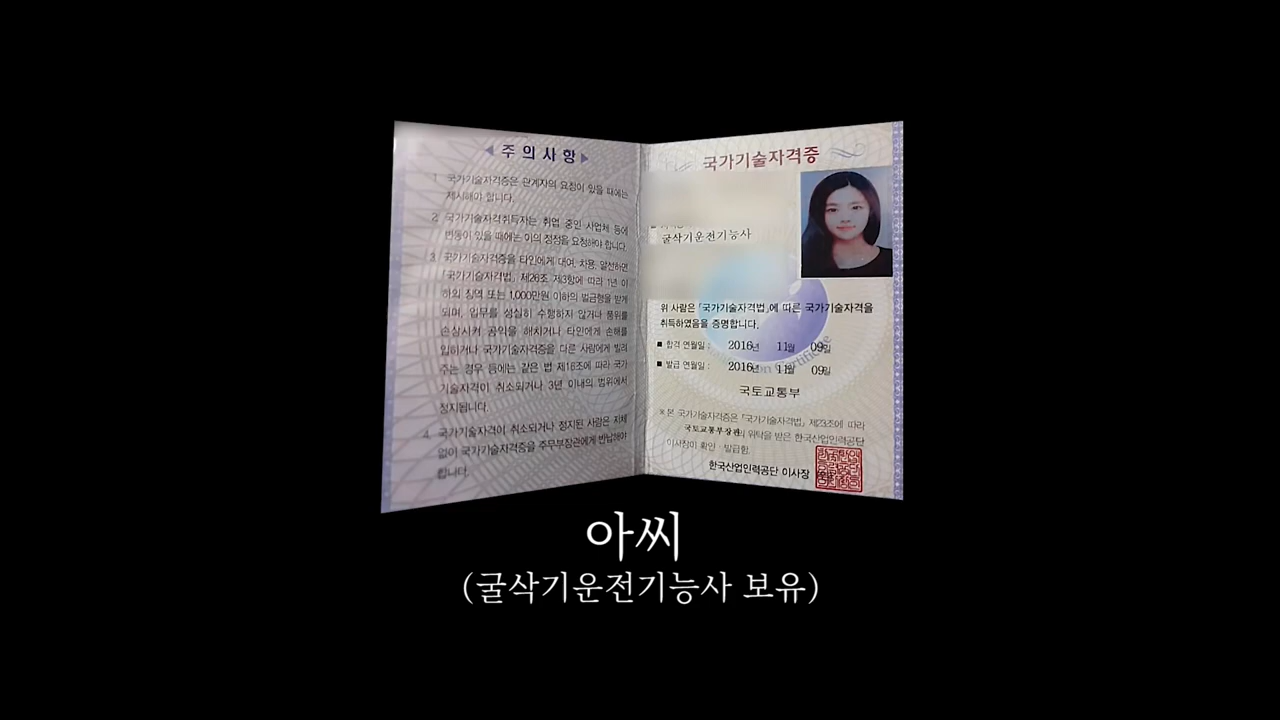 주의사항
1. 국가기술자격증은 관계자의 요청이 있을 때에는
제시해야 합니다.
2. 국가기술자격취득자는 취업 중인 사업체 등에
변동이 있을 때에는 이의 정정을 요청해야 합니다.
3. 국가기술자격증을 타인에게 대여, 차용, 알선하면
「국가기술자격법」 제26조 제3항에 따라 1년 이
하의 징역 또는 1,000만원 이하의 벌금형을 받게
되며, 업무를 성실히 수행하지 않거나 품위를
손상시켜 공익을 해치거나 타인에게 손해를
입히거나 국가기술자격증을 다른 사람에게 빌려
주는 경우 등에는 같은 법 제16조에 따라 국가
기술자격이 취소되거나 3년 이내의 범위에서
정지됩니다.
4. 국가기술자격이 취소되거나 정지된 사람은 지체
없이 국가기술자격증을 주무부장관에게 반납해야
합니다.
국가기술자격증
굴삭기운전기능사
위 사람은 「국가기술자격법」에 따른 국가기술자격을
취득하였음을 증명합니다.
■ 합격 연월일 : 2016년 11월 09일
■ 발급 연월일 : 2016년 11월 09일
국토교통부
※ 본 국가기술자격증은 「국가기술자격법」 제23조에 따라
국토교통부장관의 위탁을 받은 한국산업인력공단
이사장이 확인·발급함.
한국산업인력공단 이사장
아씨
(굴삭기운전기능사 보유)